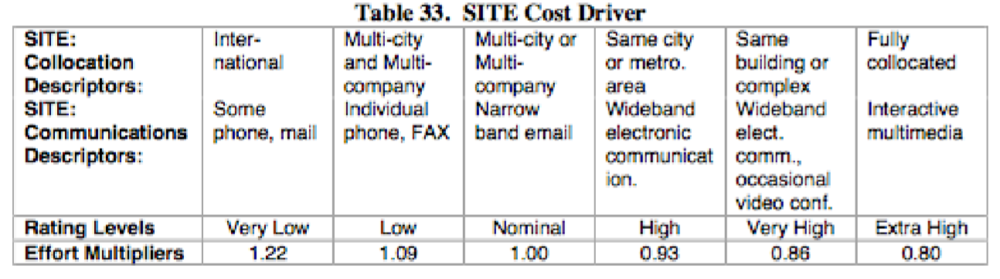 Table 33. SITE Cost Driver
SITE: Inter- Multi-city Multi-city or Same city Same Fully
Collocation national and Multi- Multi- or metro. building or collocated
Descriptors: company company area complex
SITE: Some Individual Narrow Wideband Wideband Interactive
Communications phone, mail phone, FAX band email electronic elect. multimedia
Descriptors: communicat comm.,
ion. occasional
video conf.
Rating Levels Very Low Low Nominal High Very High Extra High
Effort Multipliers 1.22 1.09 1.00 0.93 0.86 0.80